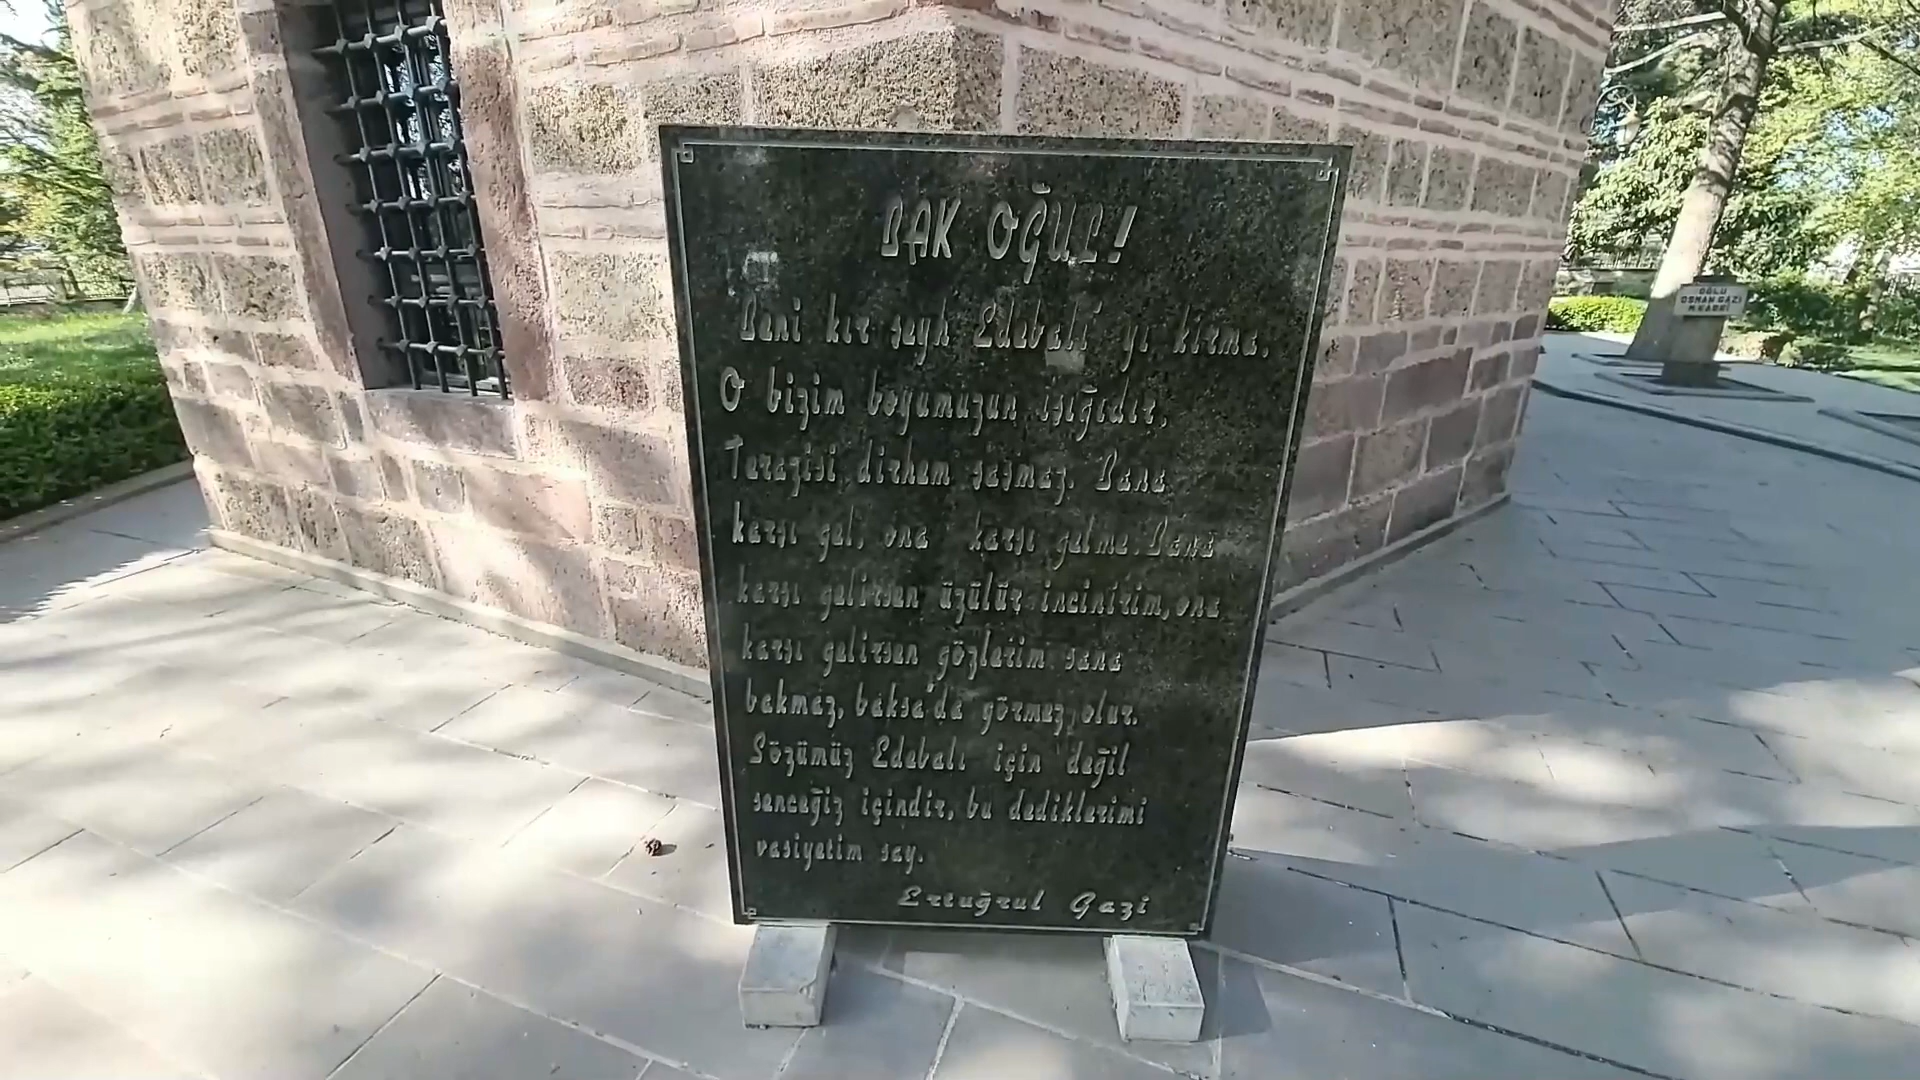 BAK OĞUL!
Beni kır şeyh Edebali'yi kırma.
O bizim boyumuzun ışığıdır,
Terazisi dirhem şaşmaz. Bana
karşı gel, ona karşı gelme. Bana
karşı gelirsen üzülür incinirim, ona
karşı gelirsen gözlerim sana
bakmaz, baksa'da görmez olur.
Sözümüz Edebali için değil
senceğiz içindir, bu dediklerimi
vasiyetim say.
Ertuğrul Gazi
OĞLU
OSMAN GAZİ